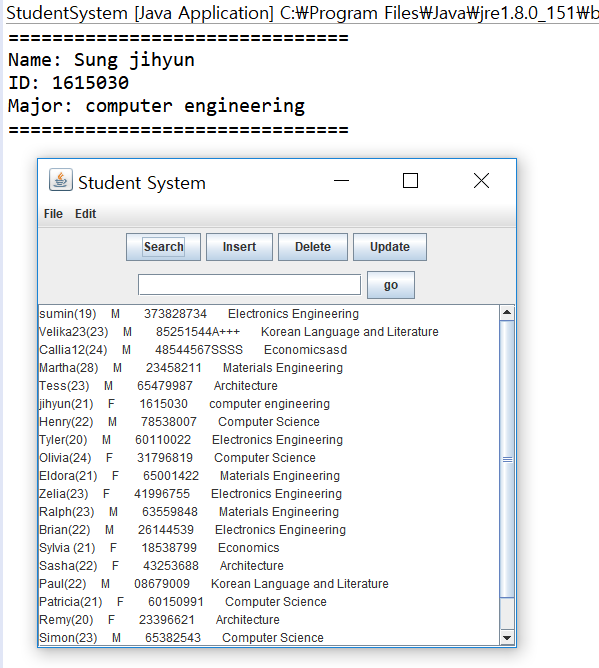 StudentSystem [Java Application] C:₩Program Files₩Java₩jre1.8.0_151₩b
===============================
Name: Sung jihyun
ID: 1615030
Major: computer engineering
===============================
Student System
File Edit
Search Insert Delete Update
go
sumin(19) M 373828734 Electronics Engineering
Velika23(23) M 85251544A+++ Korean Language and Literature
Callia12(24) M 48544567SSSS Economicsasd
Martha(28) M 23458211 Materials Engineering
Tess(23) M 65479987 Architecture
jihyun(21) F 1615030 computer engineering
Henry(22) M 78538007 Computer Science
Tyler(20) M 60110022 Electronics Engineering
Olivia(24) F 31796819 Computer Science
Eldora(21) F 65001422 Materials Engineering
Zelia(23) F 41996755 Electronics Engineering
Ralph(23) M 63559848 Materials Engineering
Brian(22) M 26144539 Electronics Engineering
Sylvia (21) F 18538799 Economics
Sasha(22) F 43253688 Architecture
Paul(22) M 08679009 Korean Language and Literature
Patricia(21) F 60150991 Computer Science
Remy(20) F 23396621 Architecture
Simon(23) M 65382543 Computer Science